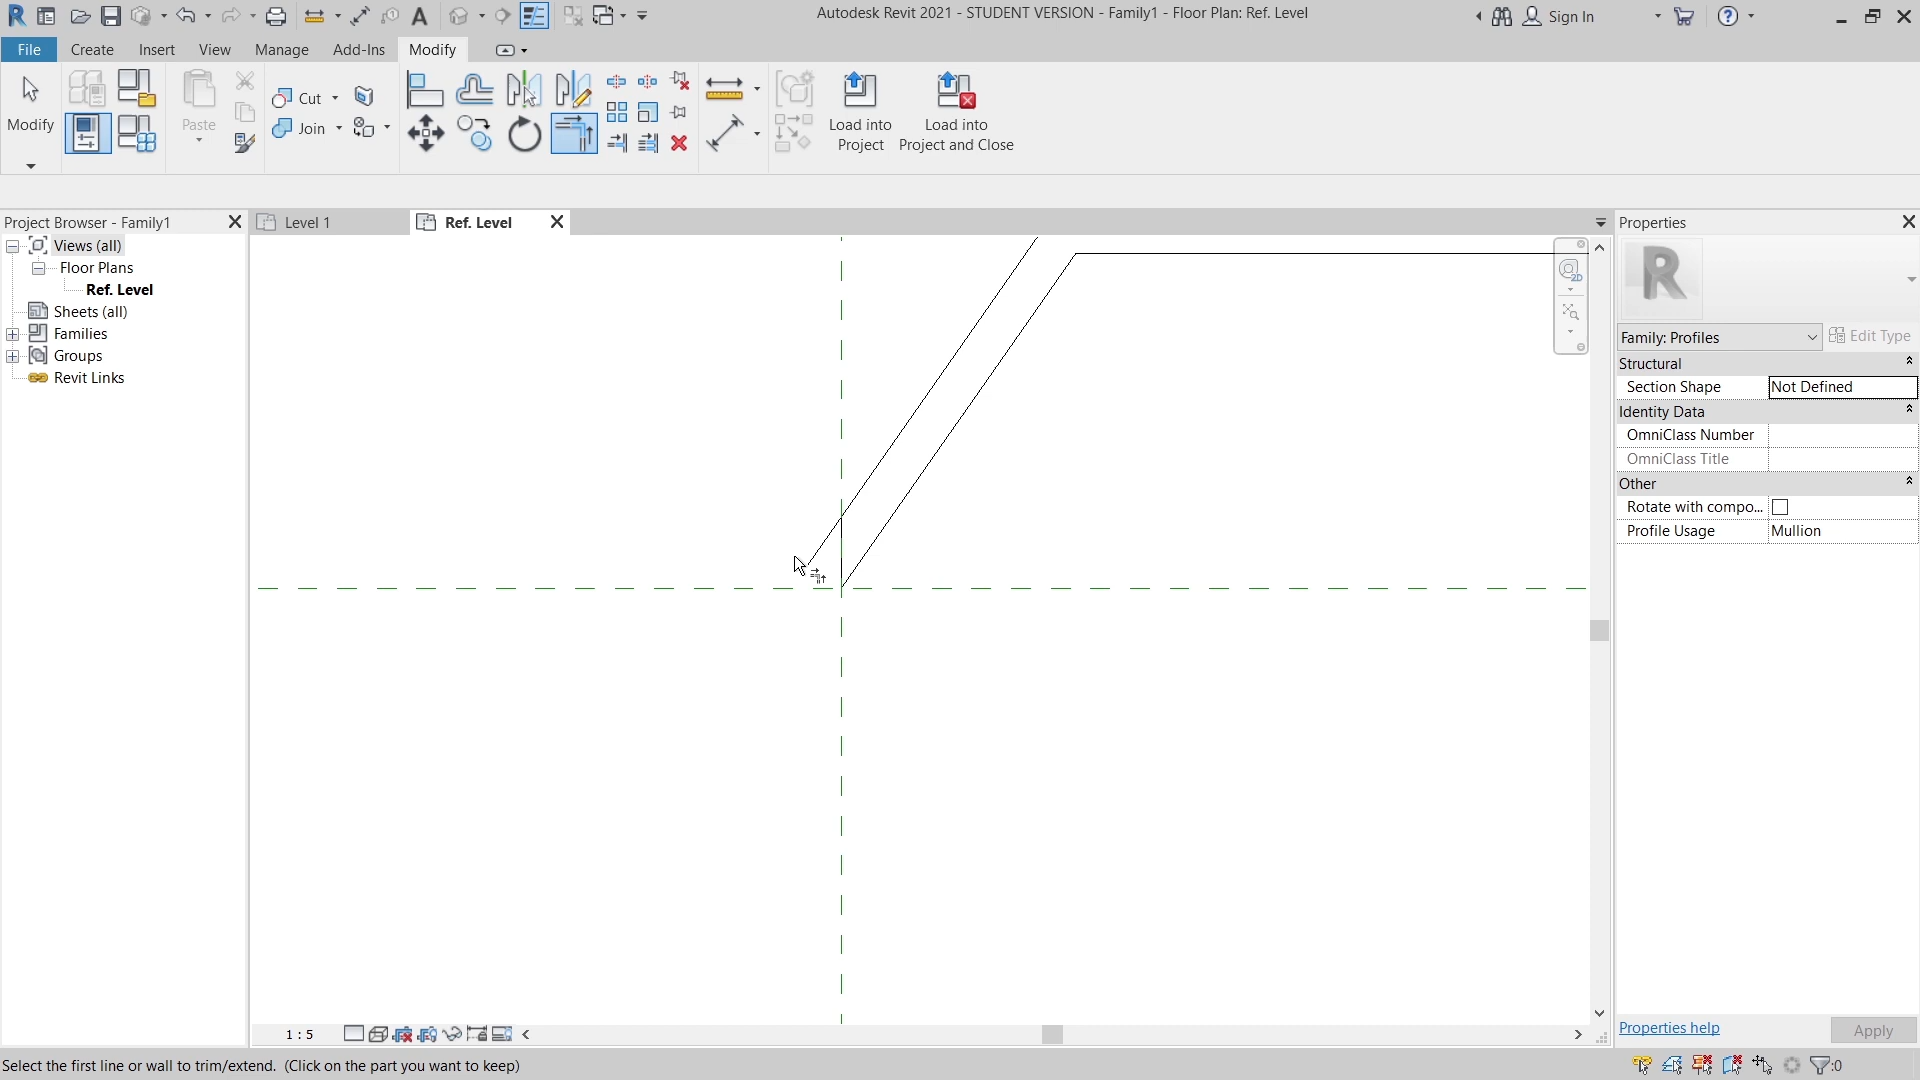 Autodesk Revit 2021 - STUDENT VERSION - Family1 - Floor Plan: Ref. Level
Sign In
File
Create
Insert
View
Manage
Add-Ins
Modify
Modify
Paste
Cut
Join
Load into
Project
Load into
Project and Close
Project Browser - Family1
Views (all)
Floor Plans
Ref. Level
Sheets (all)
Families
Groups
Revit Links
Level 1
Ref. Level
2D
Properties
Family: Profiles
Edit Type
Structural
Section Shape
Not Defined
Identity Data
OmniClass Number
OmniClass Title
Other
Rotate with compo...
Profile Usage
Mullion
Properties help
Apply
1 : 5
Select the first line or wall to trim/extend. (Click on the part you want to keep)
:0